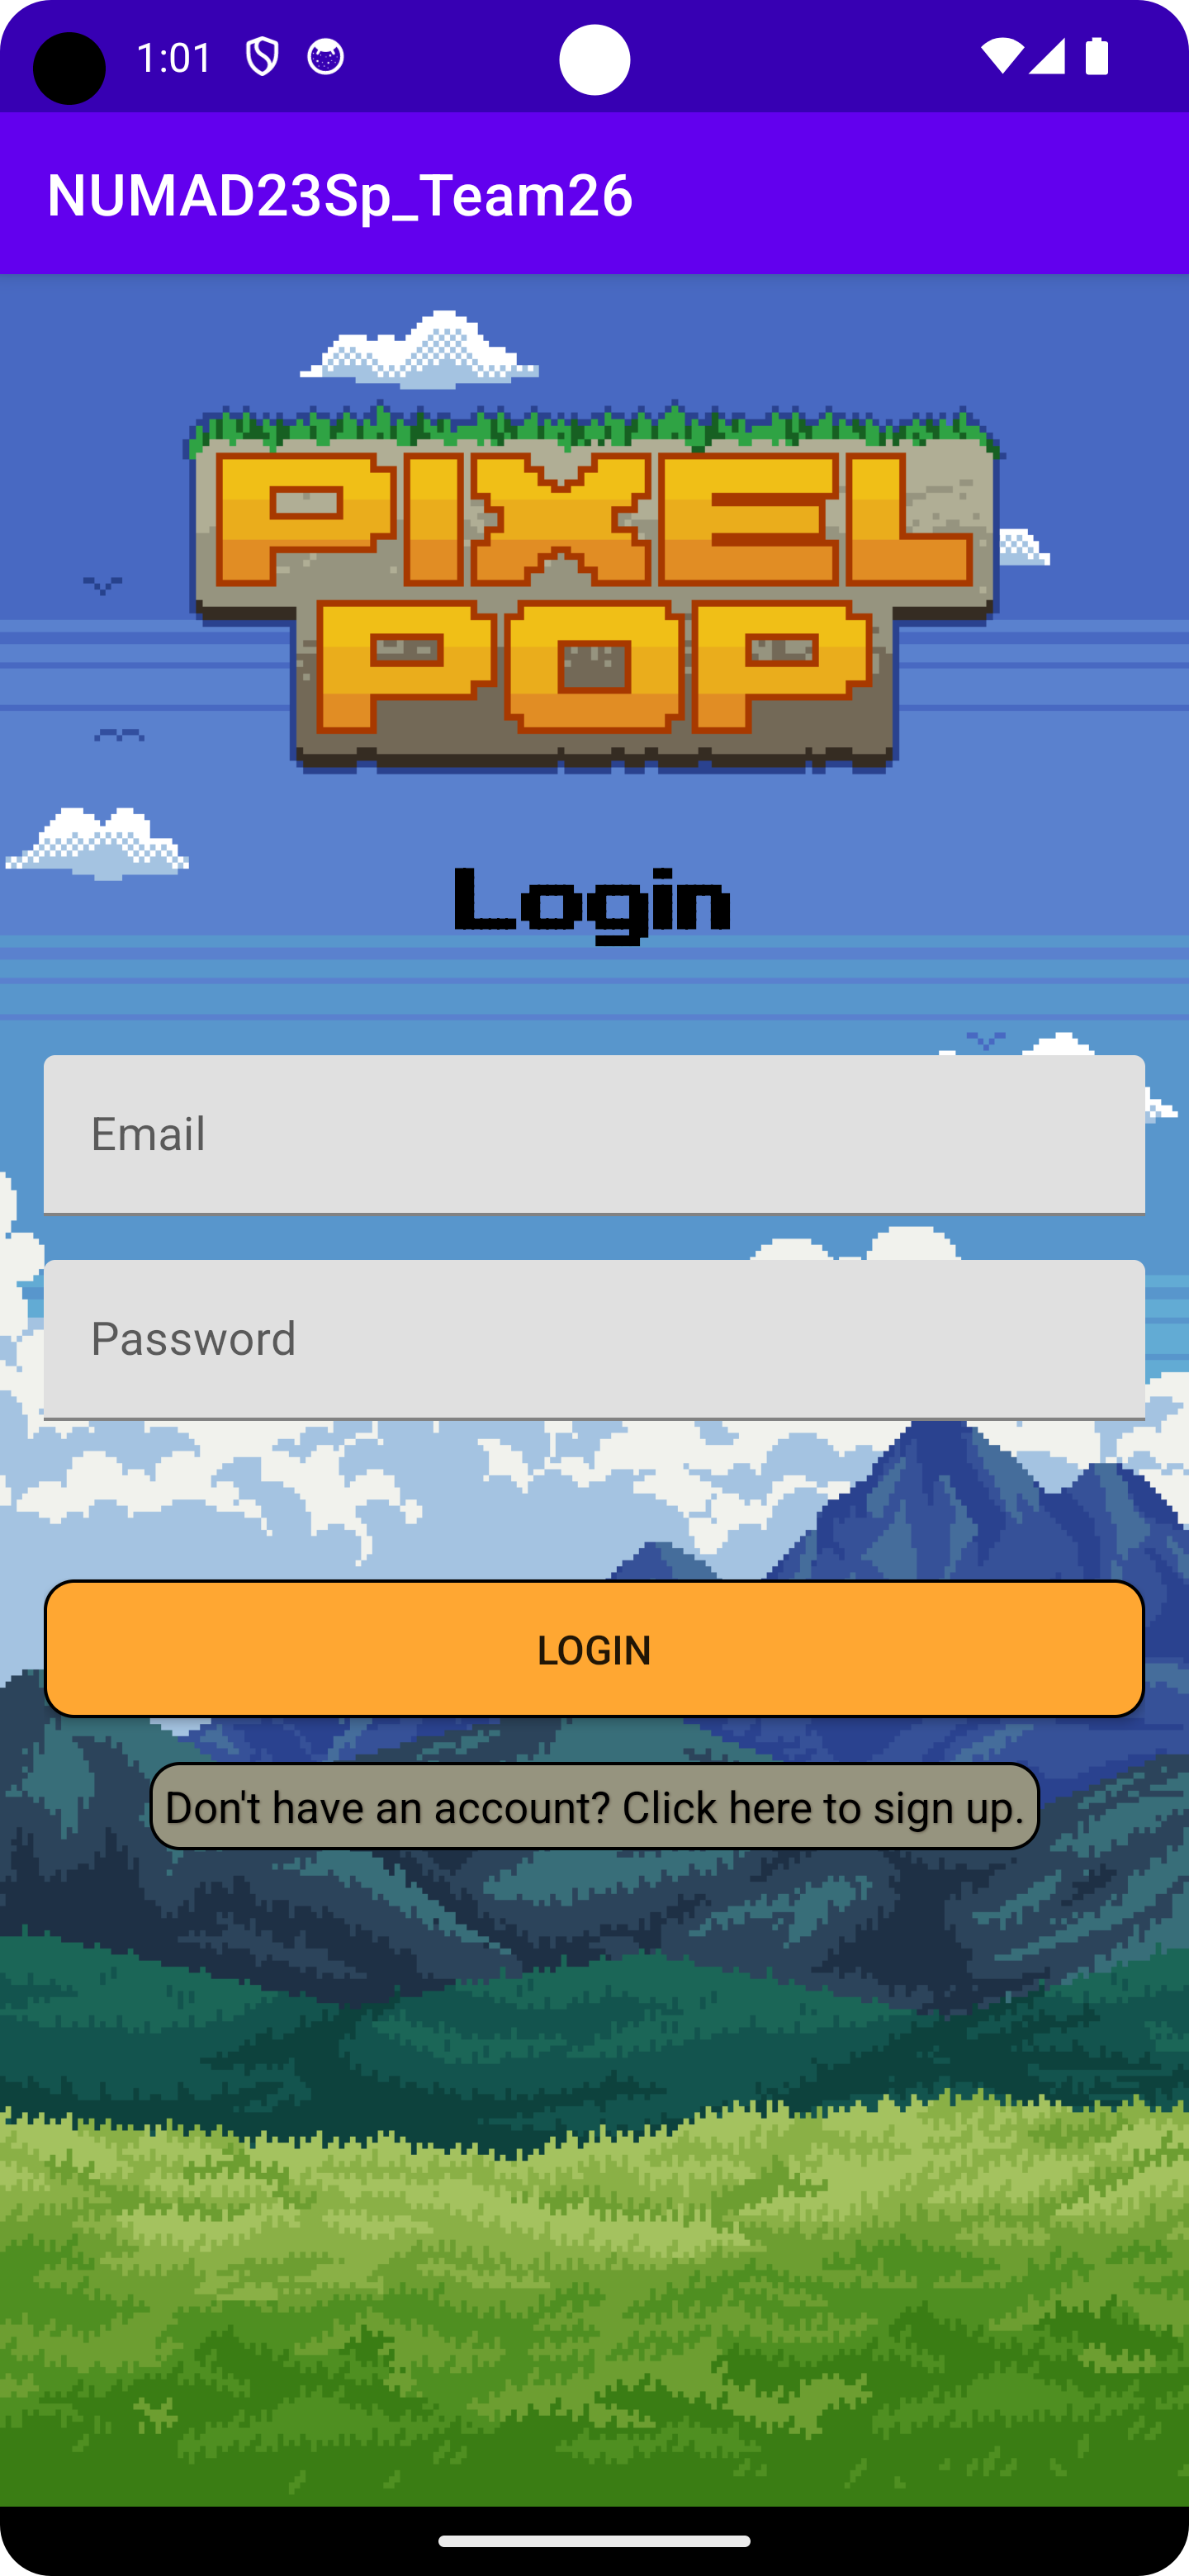 1:01
NUMAD23Sp_Team26
PIXEL
POP
Login
Email
Password
LOGIN
Don't have an account? Click here to sign up.